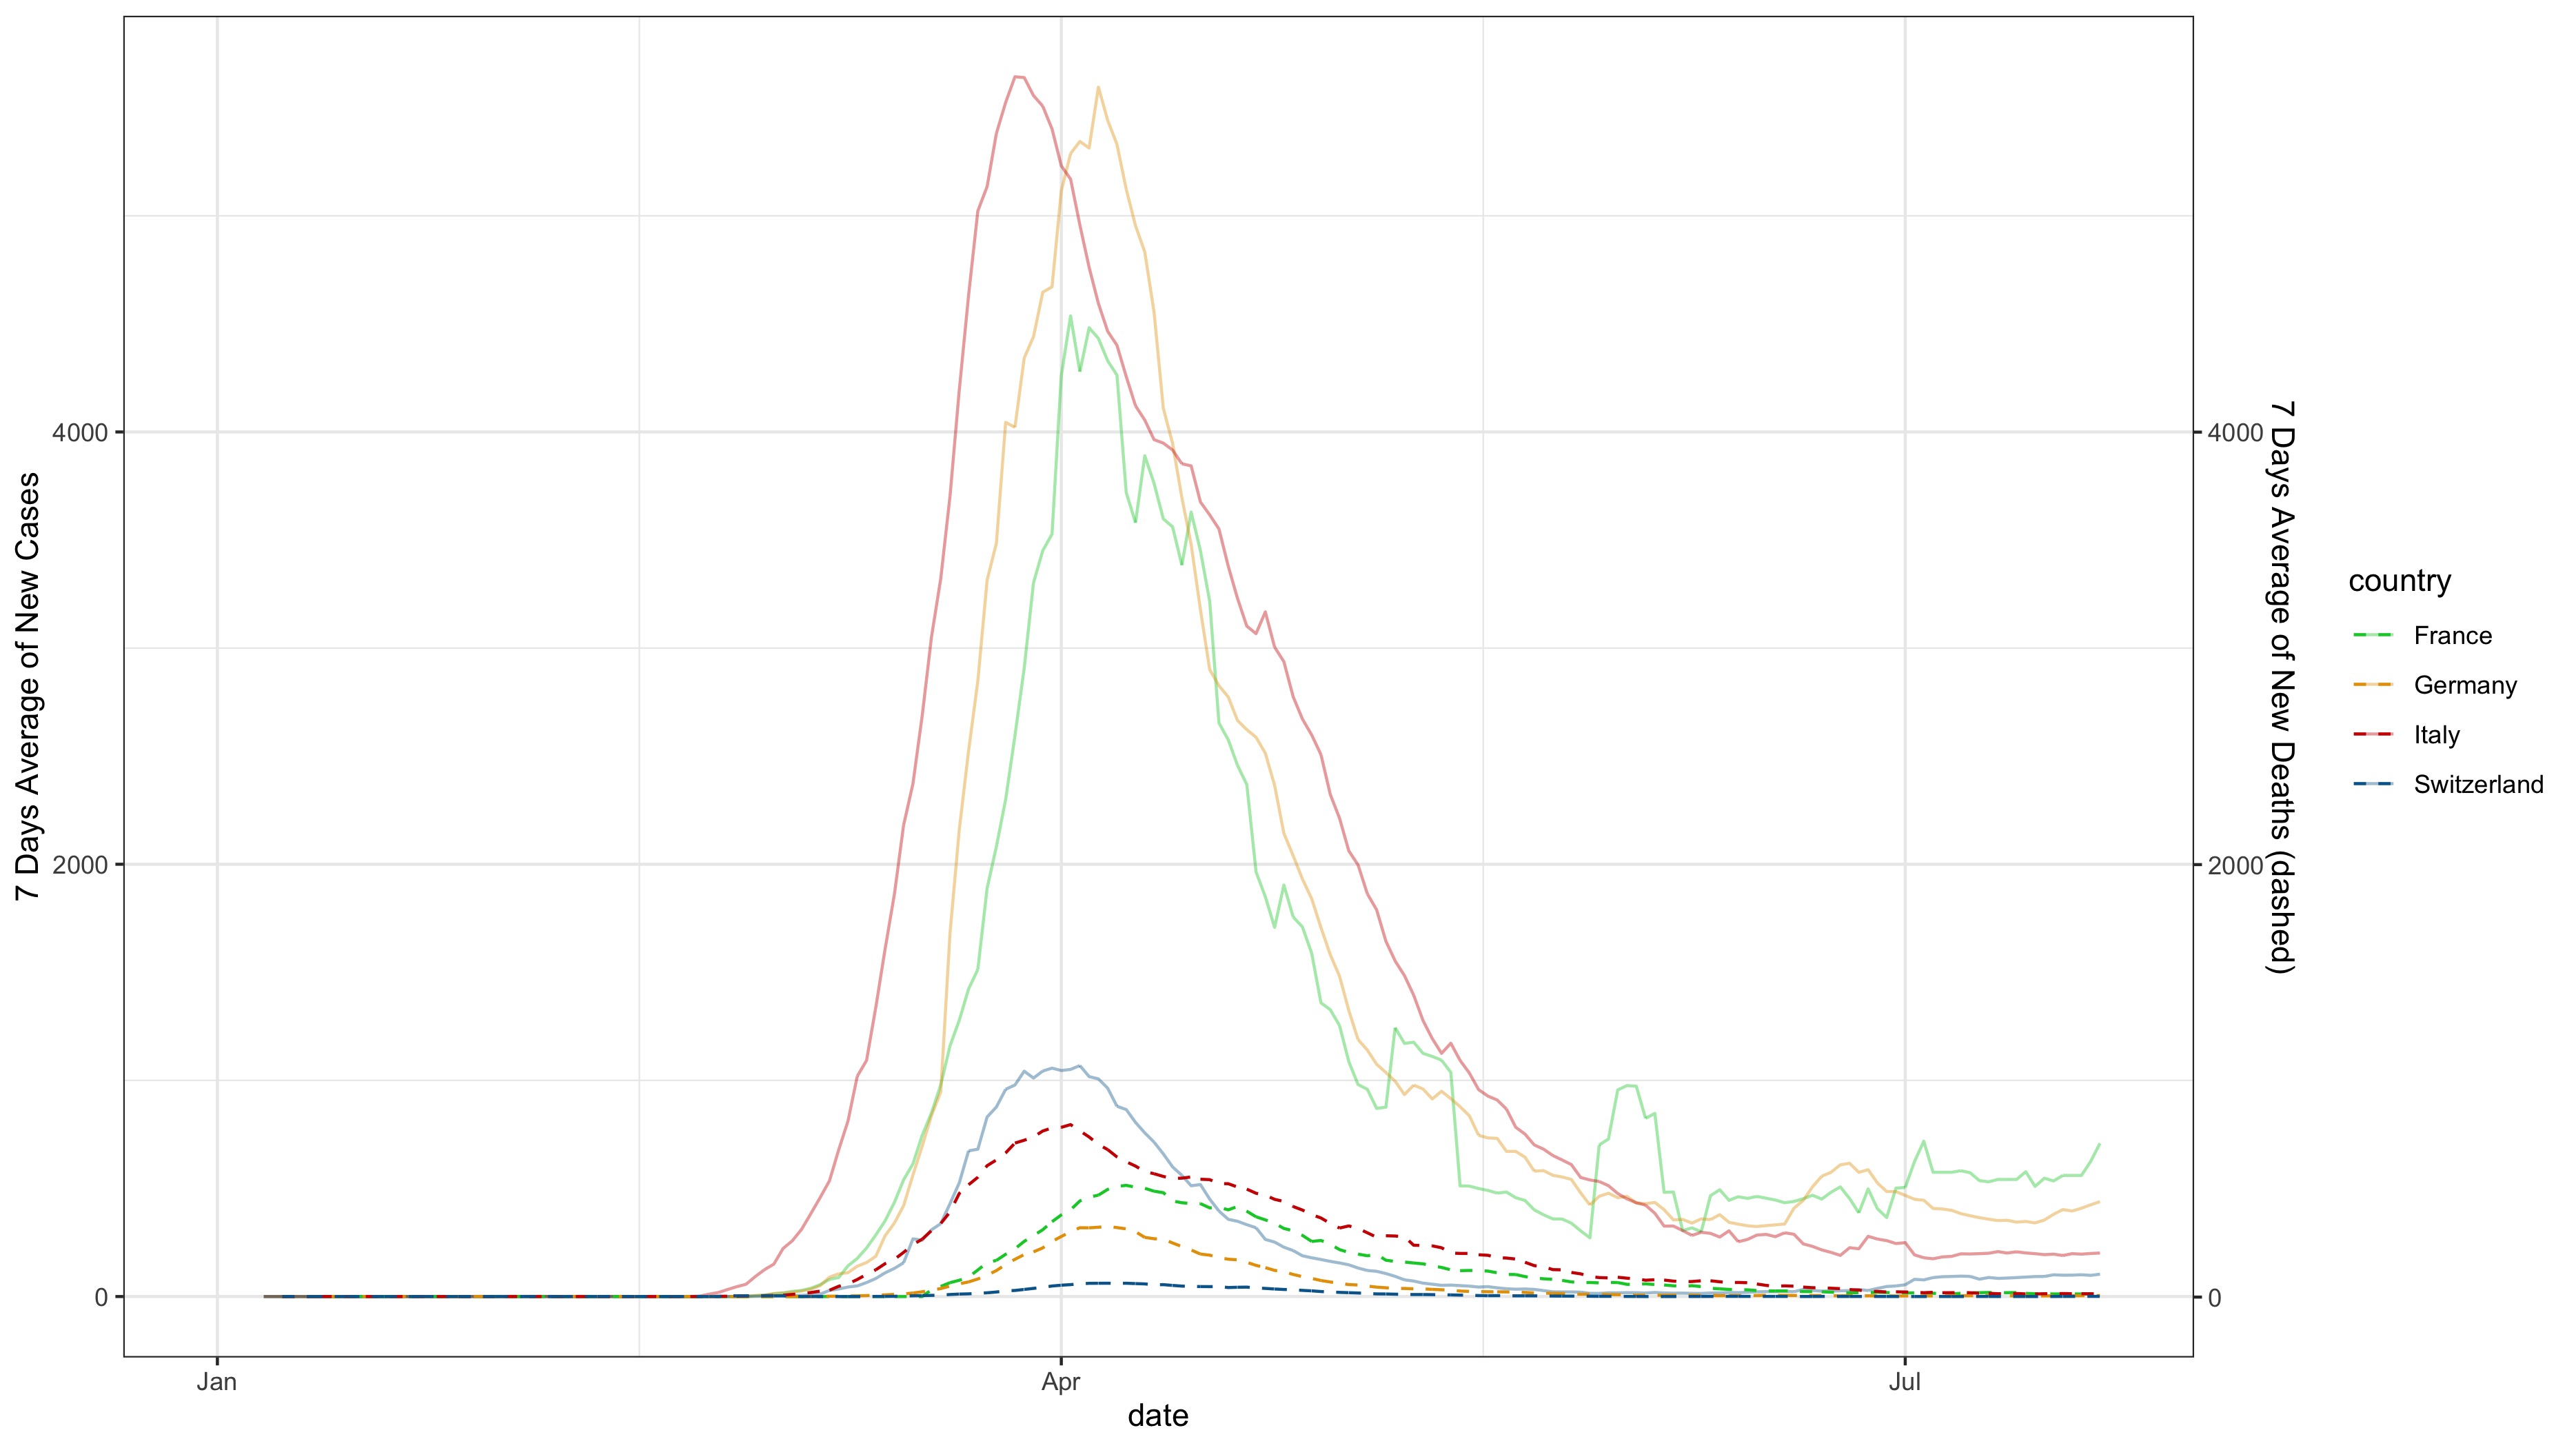 7 Days Average of New Cases
4000
2000
0
Jan
Apr
Jul
date
4000
2000
0
7 Days Average of New Deaths (dashed)
country
France
Germany
Italy
Switzerland